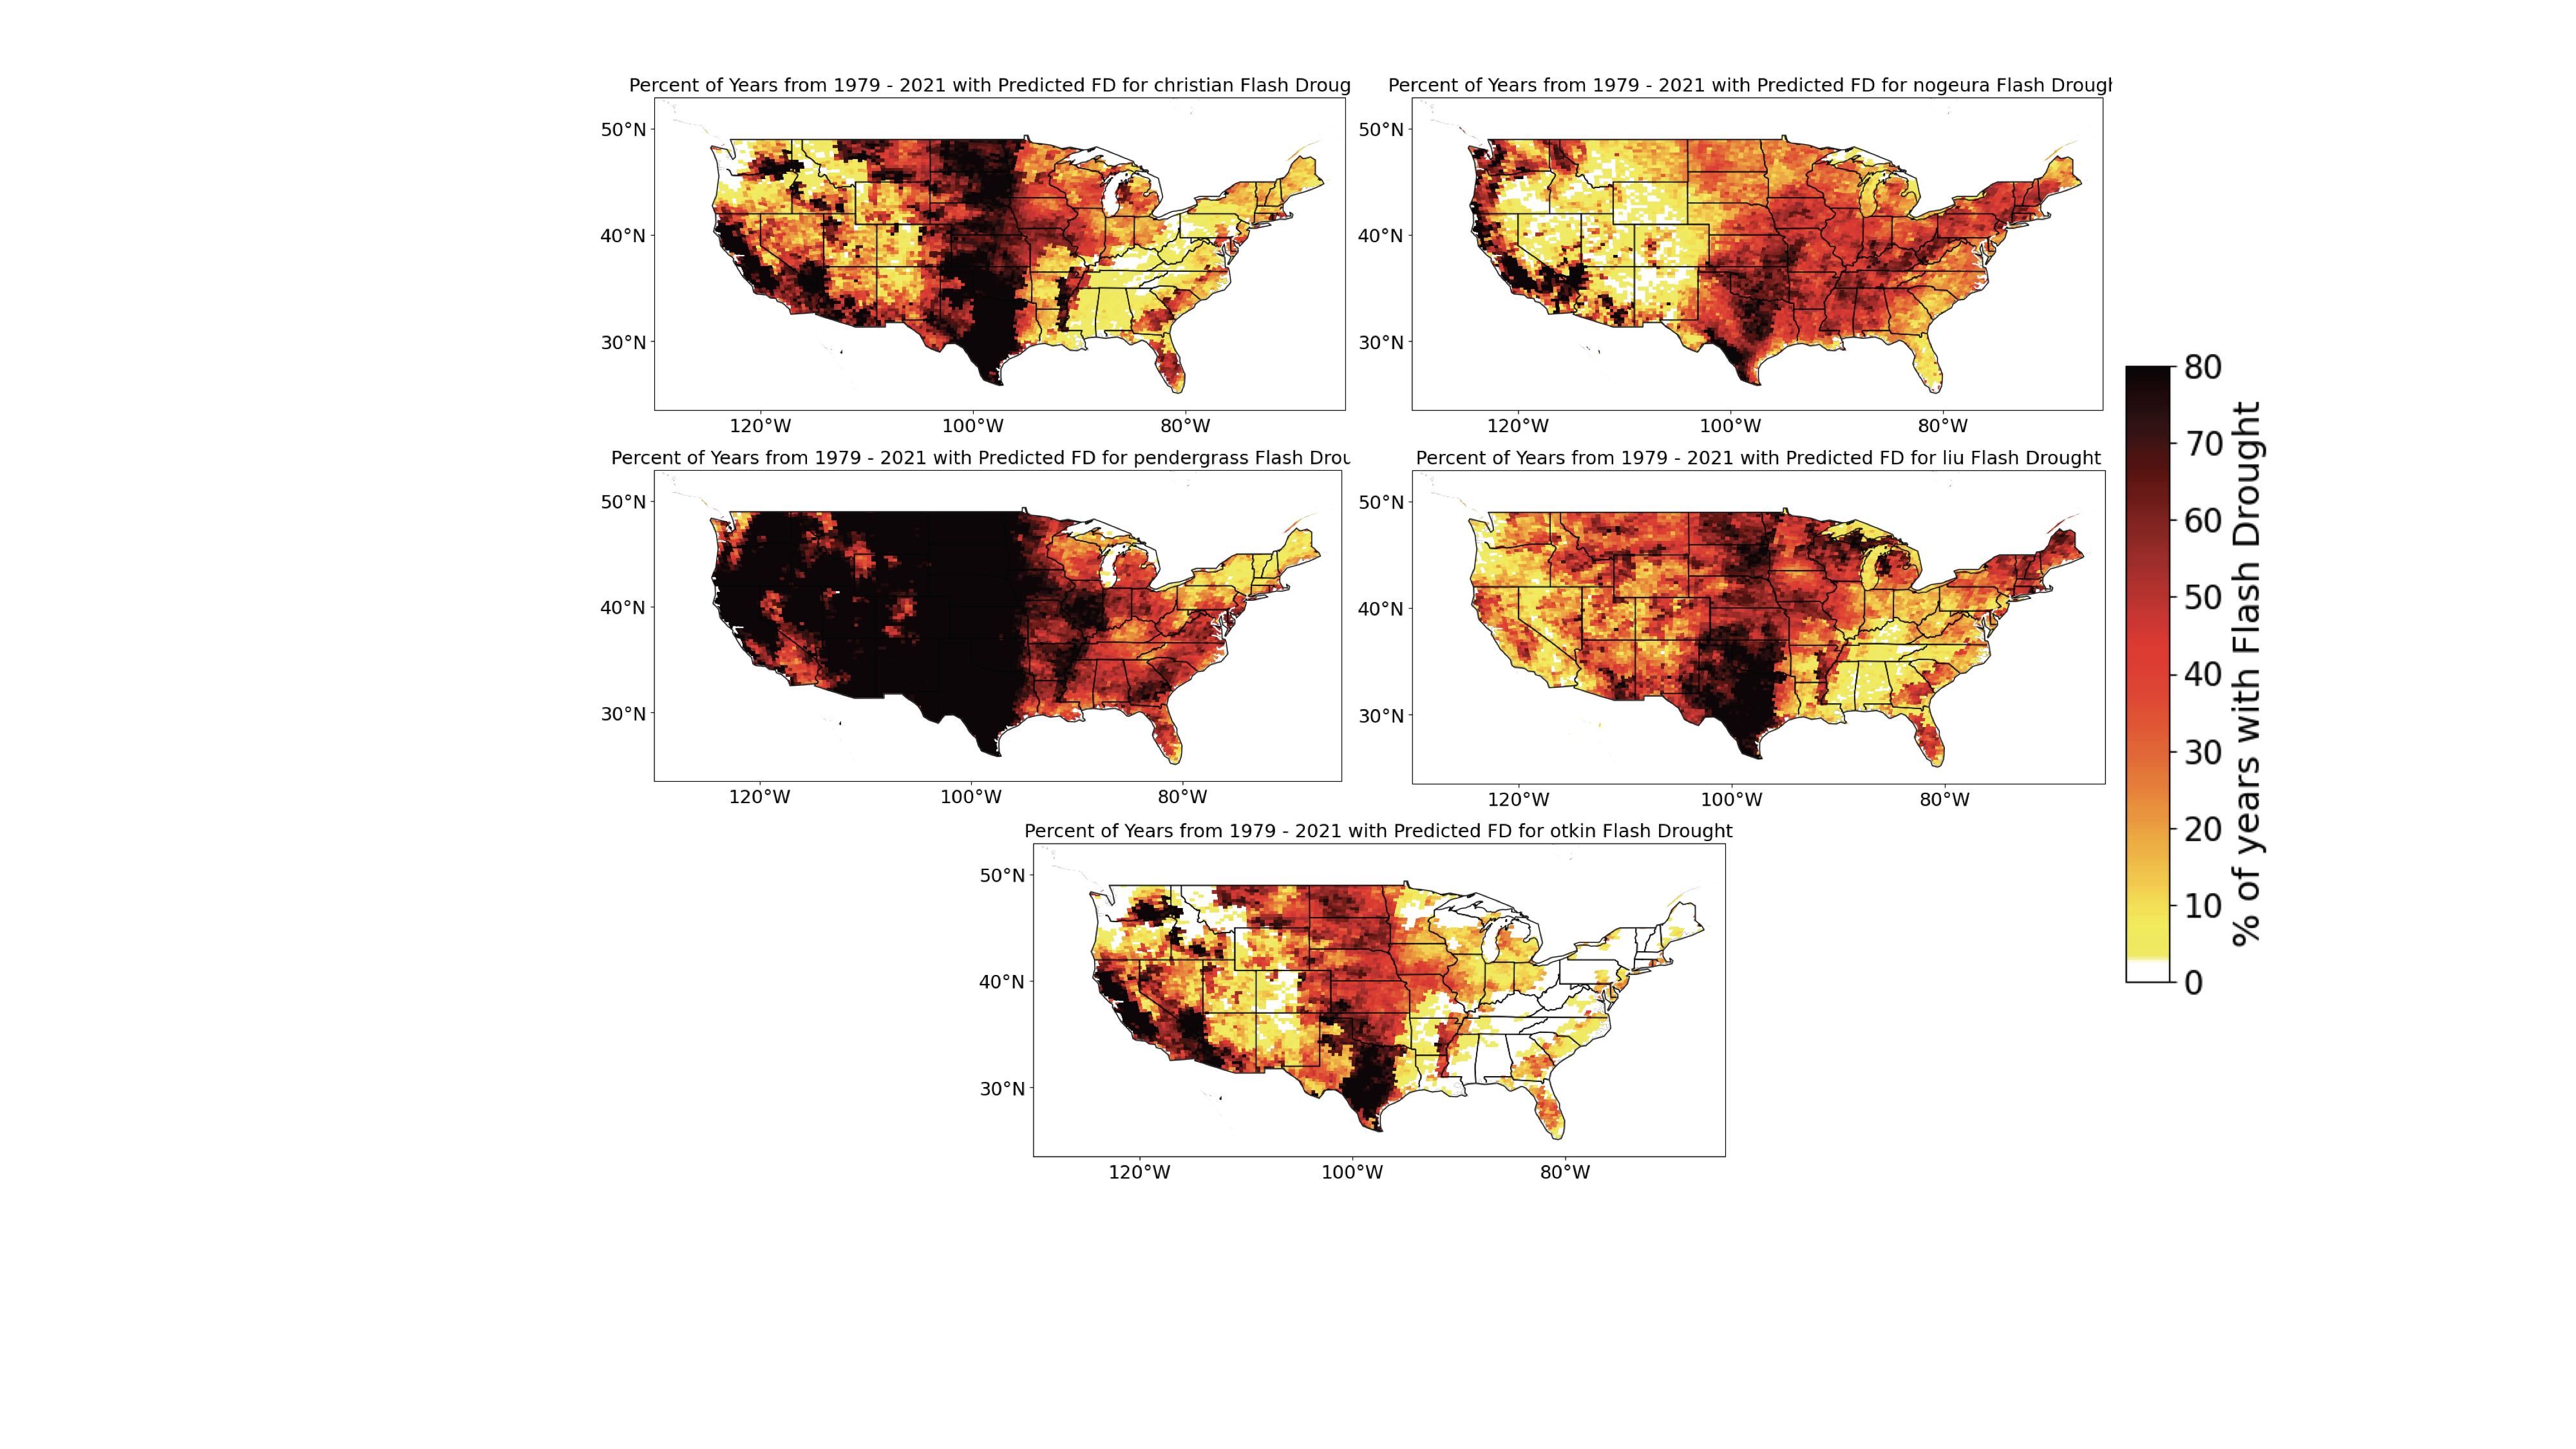 Percent of Years from 1979 - 2021 with Predicted FD for christian Flash Droug
50°N
40°N
30°N
120°W 100°W 80°W
Percent of Years from 1979 - 2021 with Predicted FD for nogeura Flash Drough
50°N
40°N
30°N
120°W 100°W 80°W
Percent of Years from 1979 - 2021 with Predicted FD for pendergrass Flash Drou
50°N
40°N
30°N
120°W 100°W 80°W
Percent of Years from 1979 - 2021 with Predicted FD for liu Flash Drought
50°N
40°N
30°N
120°W 100°W 80°W
Percent of Years from 1979 - 2021 with Predicted FD for otkin Flash Drought
50°N
40°N
30°N
120°W 100°W 80°W
80
70
60
50
40
30
20
10
0
% of years with Flash Drought